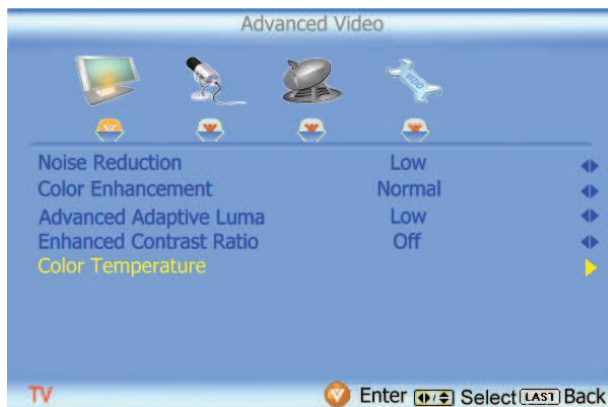 Advanced Video
Noise Reduction Low
Color Enhancement Normal
Advanced Adaptive Luma Low
Enhanced Contrast Ratio Off
Color Temperature
TV Enter Select LAST Back